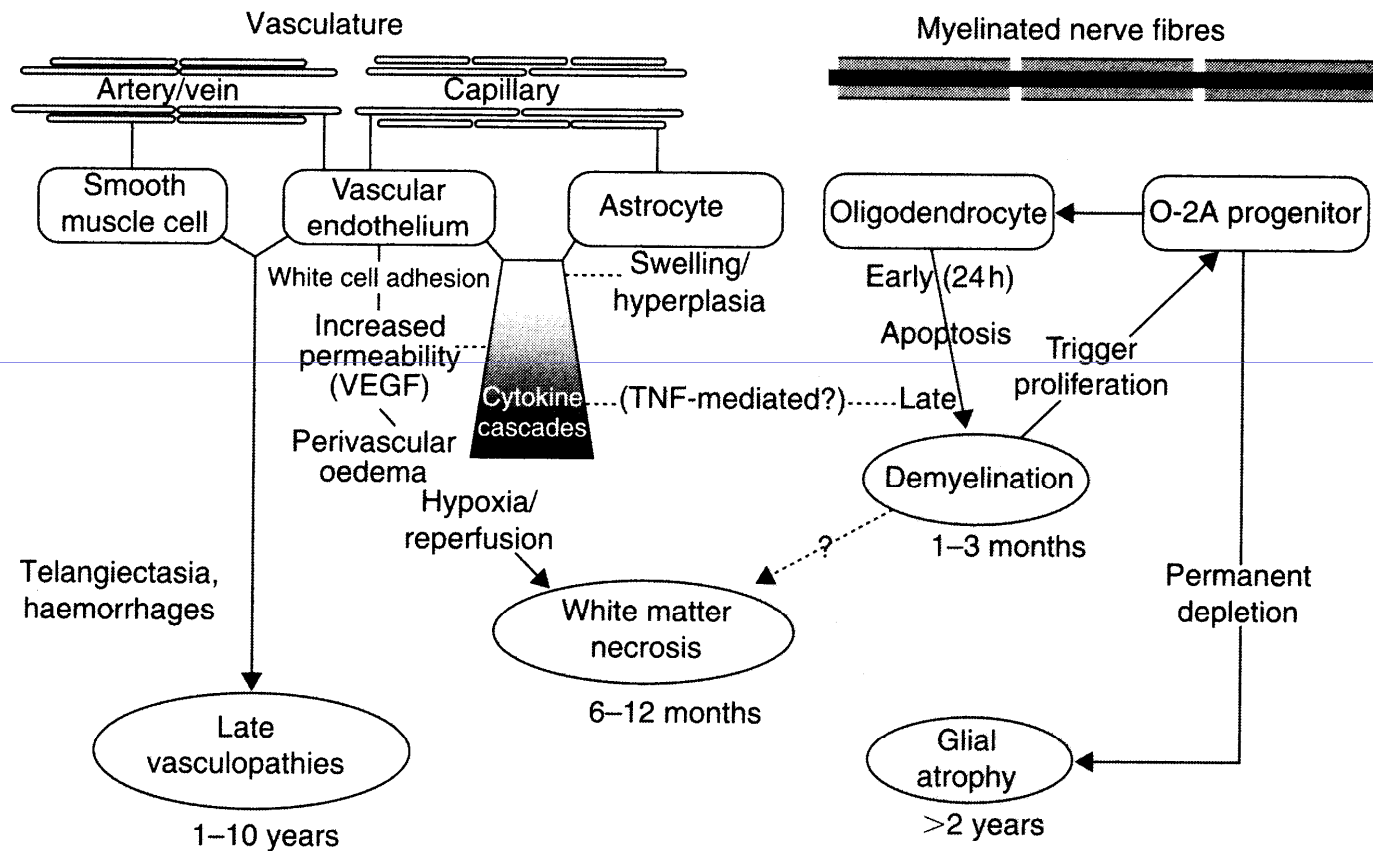 Vasculature
Myelinated nerve fibres
Artery/vein
Capillary
Smooth
muscle cell
Vascular
endothelium
Astrocyte
Oligodendrocyte
O-2A progenitor
White cell adhesion
Increased
permeability
(VEGF)
Perivascular
oedema
Swelling/
hyperplasia
Cytokine
cascades
(TNF-mediated?)
Early (24 h)
Apoptosis
Late
Trigger
proliferation
Demyelination
1–3 months
Hypoxia/
reperfusion
?
White matter
necrosis
6–12 months
Telangiectasia,
haemorrhages
Late
vasculopathies
1–10 years
Permanent
depletion
Glial
atrophy
>2 years